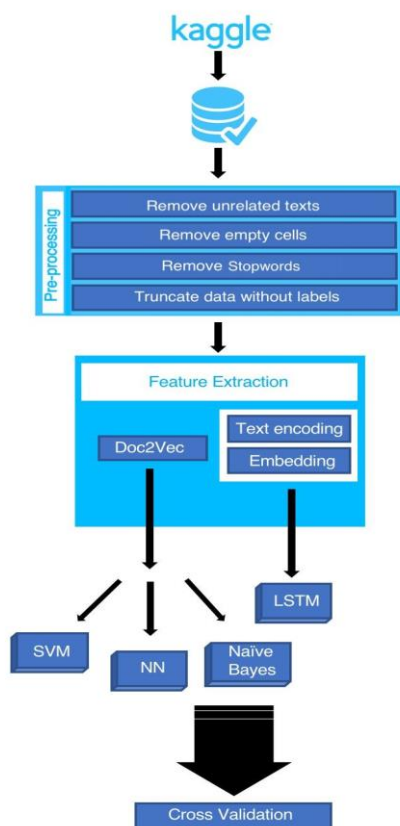 kaggle
Pre-processing
Remove unrelated texts
Remove empty cells
Remove Stopwords
Truncate data without labels
Feature Extraction
Doc2Vec
Text encoding
Embedding
LSTM
SVM
NN
Naïve
Bayes
Cross Validation